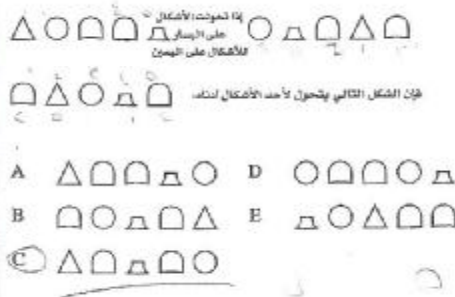 إذا تحولت الأشكال
على اليسار
للأشكال على اليمين
فإن الشكل التالي يتحول لأحد الأشكال أدناه.
A
D
B
E
C